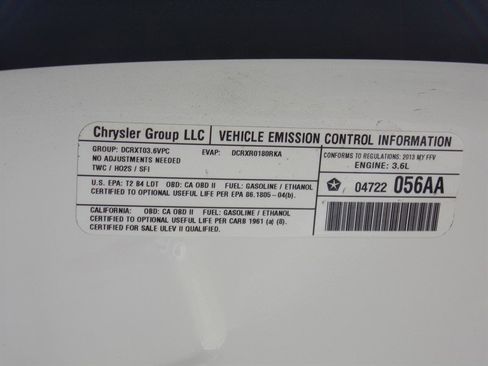 Chrysler Group LLC VEHICLE EMISSION CONTROL INFORMATION
GROUP: DCRXT03.6VPC EVAP: DCRXR0180RKA
NO ADJUSTMENTS NEEDED
TWC / HO2S / SFI
CONFORMS TO REGULATIONS: 2013 MY FFV
ENGINE: 3.6L
U.S. EPA: T2 B4 LDT OBD: CA OBD II FUEL: GASOLINE / ETHANOL
CERTIFIED TO OPTIONAL USEFUL LIFE PER EPA 86.1805-04(b).
04722 056AA
CALIFORNIA: OBD: CA OBD II FUEL: GASOLINE / ETHANOL
CERTIFIED TO OPTIONAL USEFUL LIFE PER CARB 1961 (a) (8).
CERTIFIED FOR SALE ULEV II QUALIFIED.